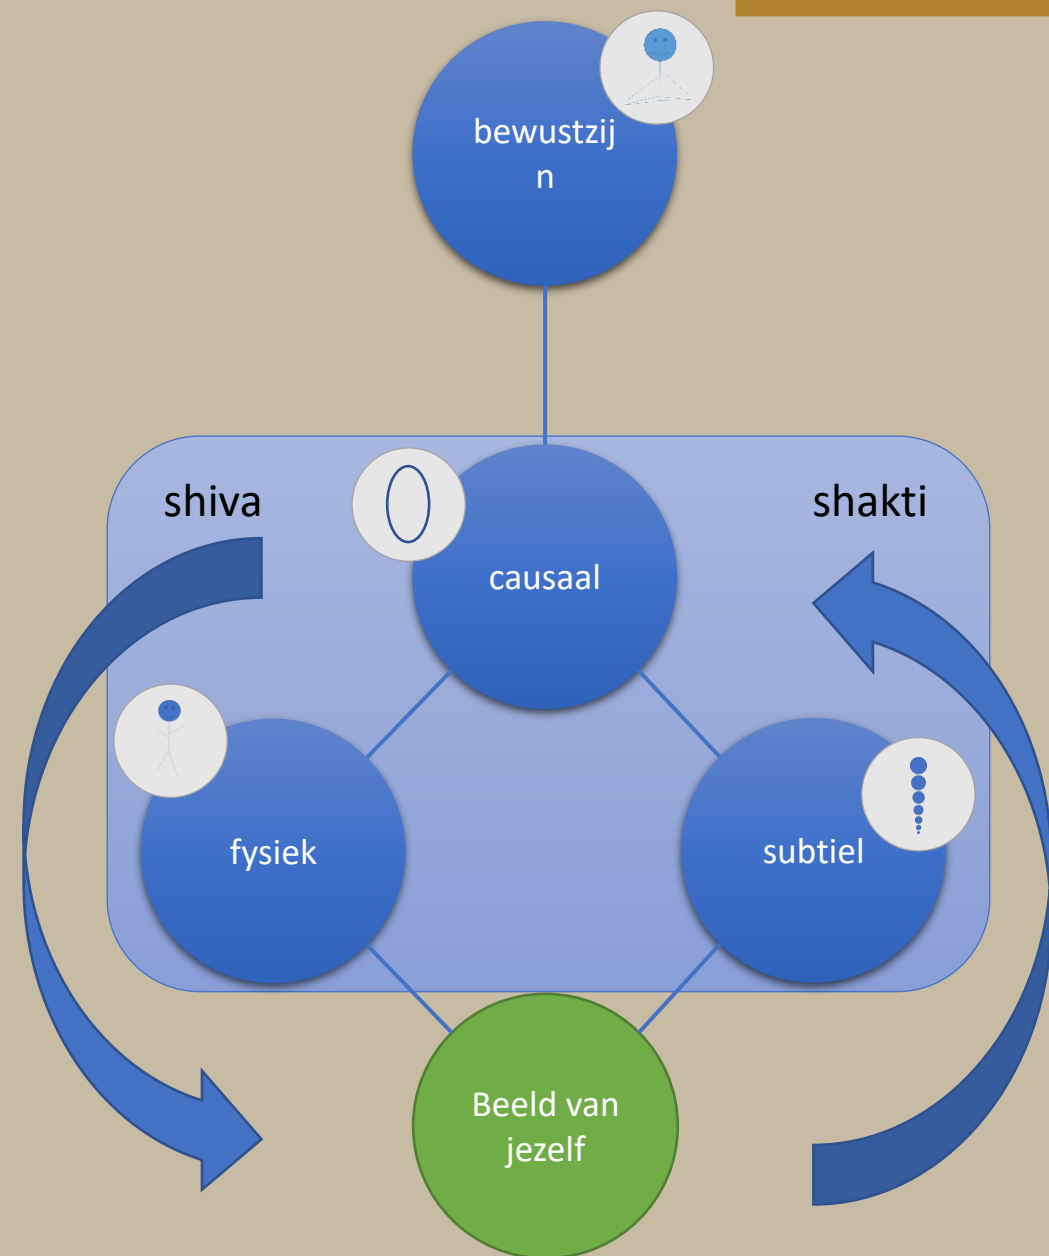 bewustzij
n
shiva
shakti
causaal
fysiek
subtiel
Beeld van
jezelf